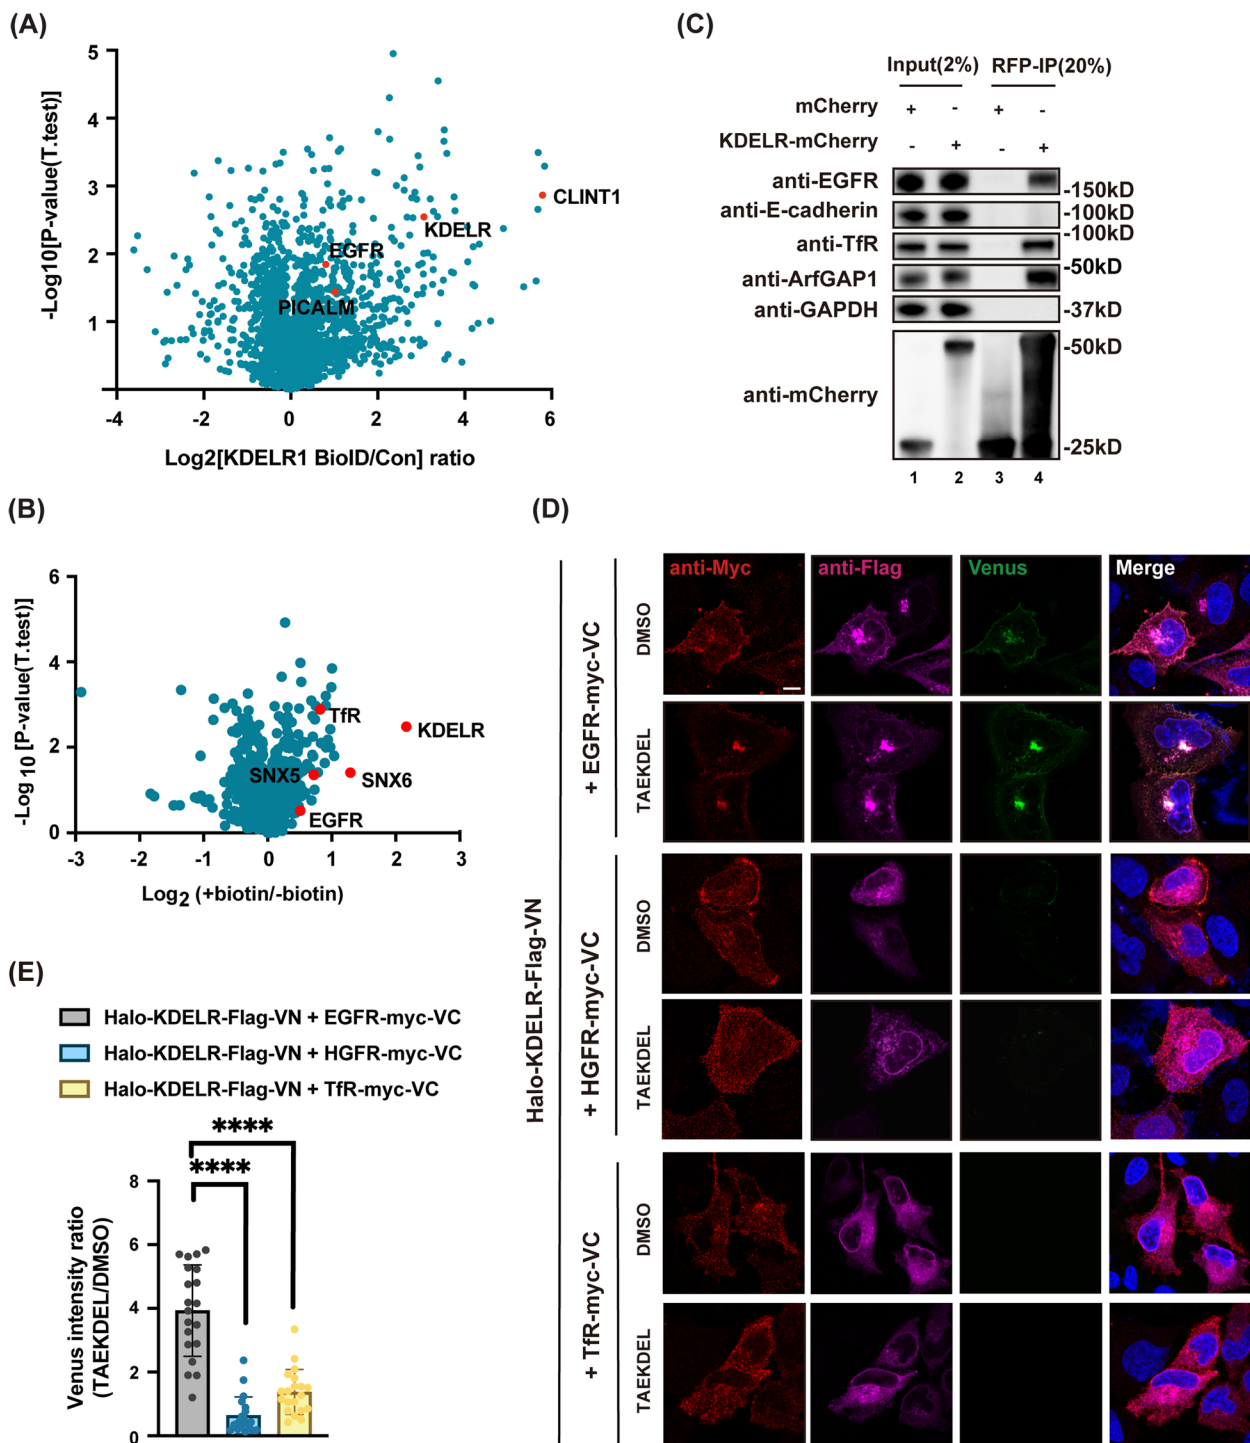 (A)
-Log10[P-value(T.test)]
5
4
3
2
1
CLINT1
KDELR
EGFR
PICALM
-4
-2
0
2
4
6
Log2[KDELR1 BioID/Con] ratio
(C)
Input(2%) RFP-IP(20%)
mCherry + - + -
KDELR-mCherry - + - +
anti-EGFR -150kD
anti-E-cadherin -100kD
-100kD
anti-TfR
-50kD
anti-ArfGAP1
anti-GAPDH -37kD
-50kD
anti-mCherry
-25kD
1 2 3 4
(B)
-Log 10 [P-value(T.test)]
6
4
2
0
TfR
KDELR
SNX5
SNX6
EGFR
-3 -2 -1 0 1 2 3
Log2 (+biotin/-biotin)
(D)
anti-Myc anti-Flag Venus Merge
Halo-KDELR-Flag-VN
+ EGFR-myc-VC
DMSO
TAEKDEL
+ HGFR-myc-VC
DMSO
TAEKDEL
+ TfR-myc-VC
DMSO
TAEKDEL
(E)
Halo-KDELR-Flag-VN + EGFR-myc-VC
Halo-KDELR-Flag-VN + HGFR-myc-VC
Halo-KDELR-Flag-VN + TfR-myc-VC
****
****
Venus intensity ratio
(TAEKDEL/DMSO)
8
6
4
2
0